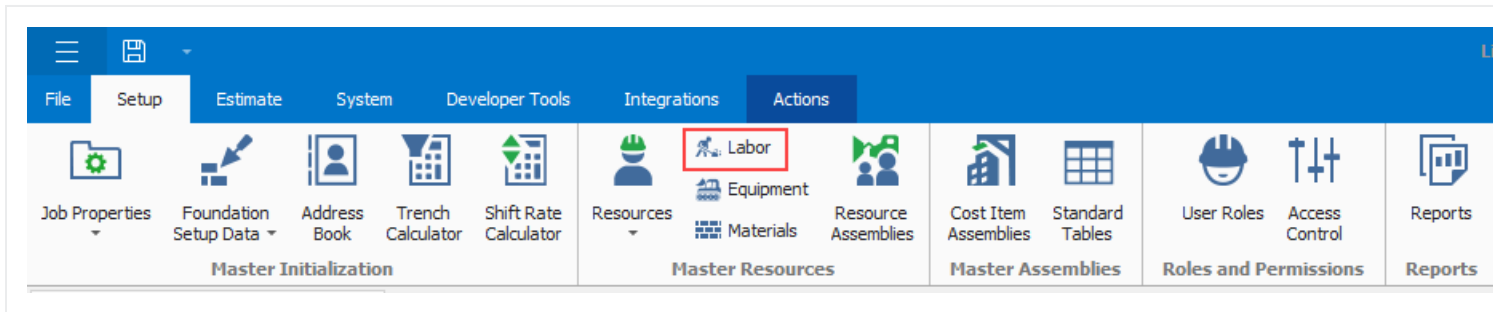 File Setup Estimate System Developer Tools Integrations Actions
Job Properties
Foundation
Setup Data
Address
Book
Trench
Calculator
Shift Rate
Calculator
Master Initialization
Resources
Labor
Equipment
Materials
Resource
Assemblies
Master Resources
Cost Item
Assemblies
Standard
Tables
Master Assemblies
User Roles
Access
Control
Roles and Permissions
Reports
Reports